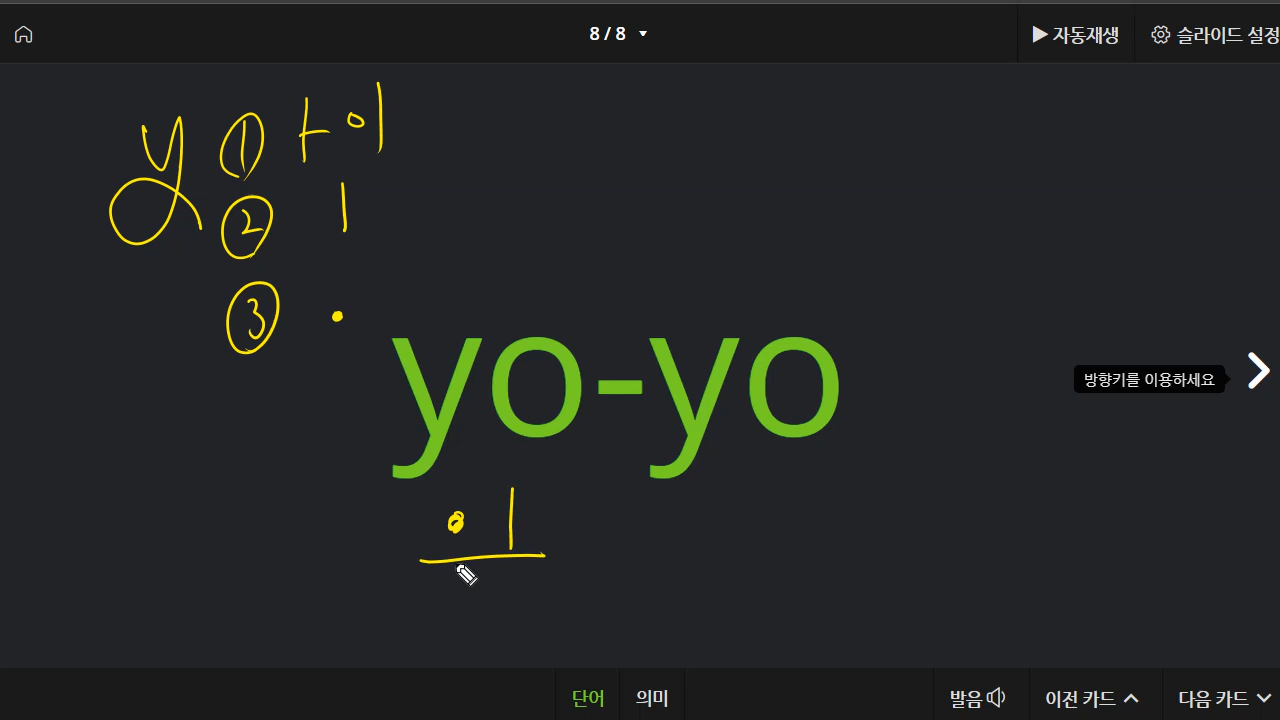 8 / 8
▶ 자동재생
슬라이드 설정
y ① ㅏ이
② ㅣ
③ ·
yo-yo
방향키를 이용하세요
이
단어
의미
발음
이전 카드
다음 카드